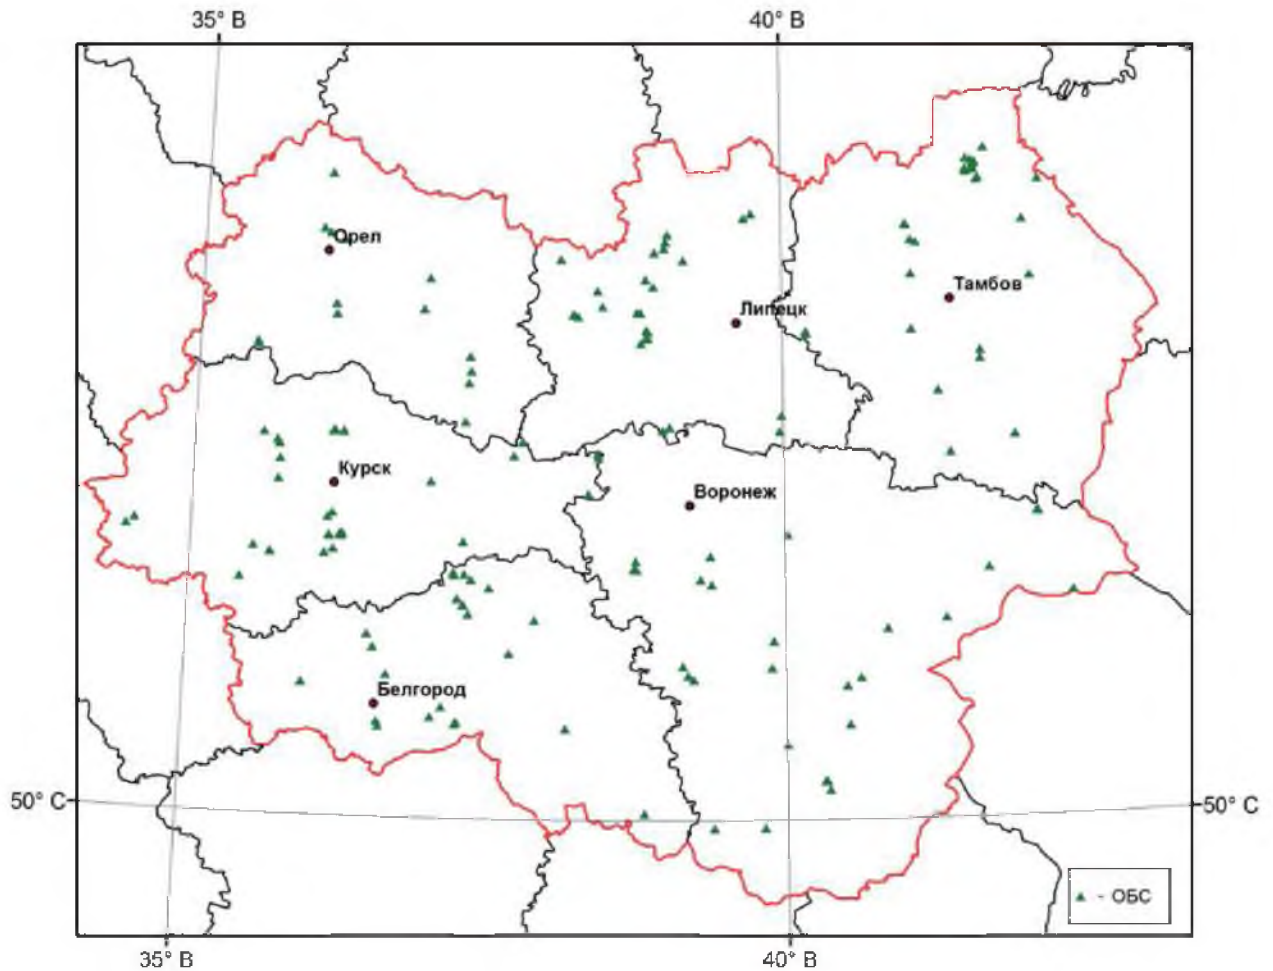 35° В 40° В
Орел
Тамбов
Липецк
Курск
Воронеж
Белгород
50° С 50° С
- ОБС
35° В 40° В